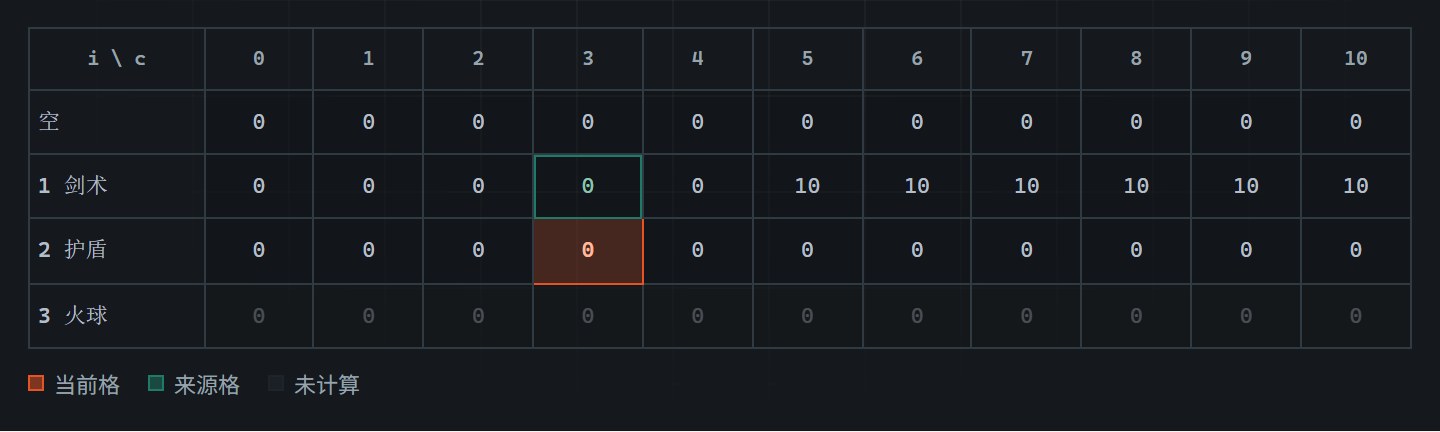 i \ c 0 1 2 3 4 5 6 7 8 9 10
空 0 0 0 0 0 0 0 0 0 0 0
1 剑术 0 0 0 0 0 10 10 10 10 10 10
2 护盾 0 0 0 0 0 0 0 0 0 0 0
3 火球 0 0 0 0 0 0 0 0 0 0 0
当前格 来源格 未计算